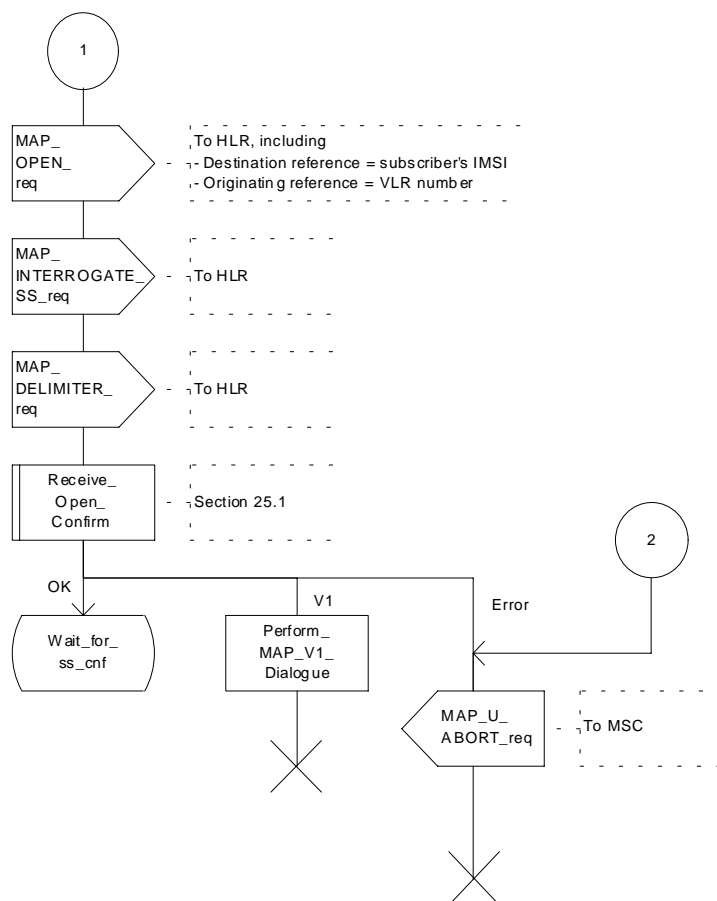 1
MAP_
OPEN_
req
To HLR, including
- Destination reference = subscriber's IMSI
- Originating reference = VLR number
MAP_
INTERROGATE_
SS_req
To HLR
MAP_
DELIMITER_
req
To HLR
Receive_
Open_
Confirm
Section 25.1
2
OK
V1
Error
Wait_for_
ss_cnf
Perform_
MAP_V1_
Dialogue
MAP_U_
ABORT_req
To MSC